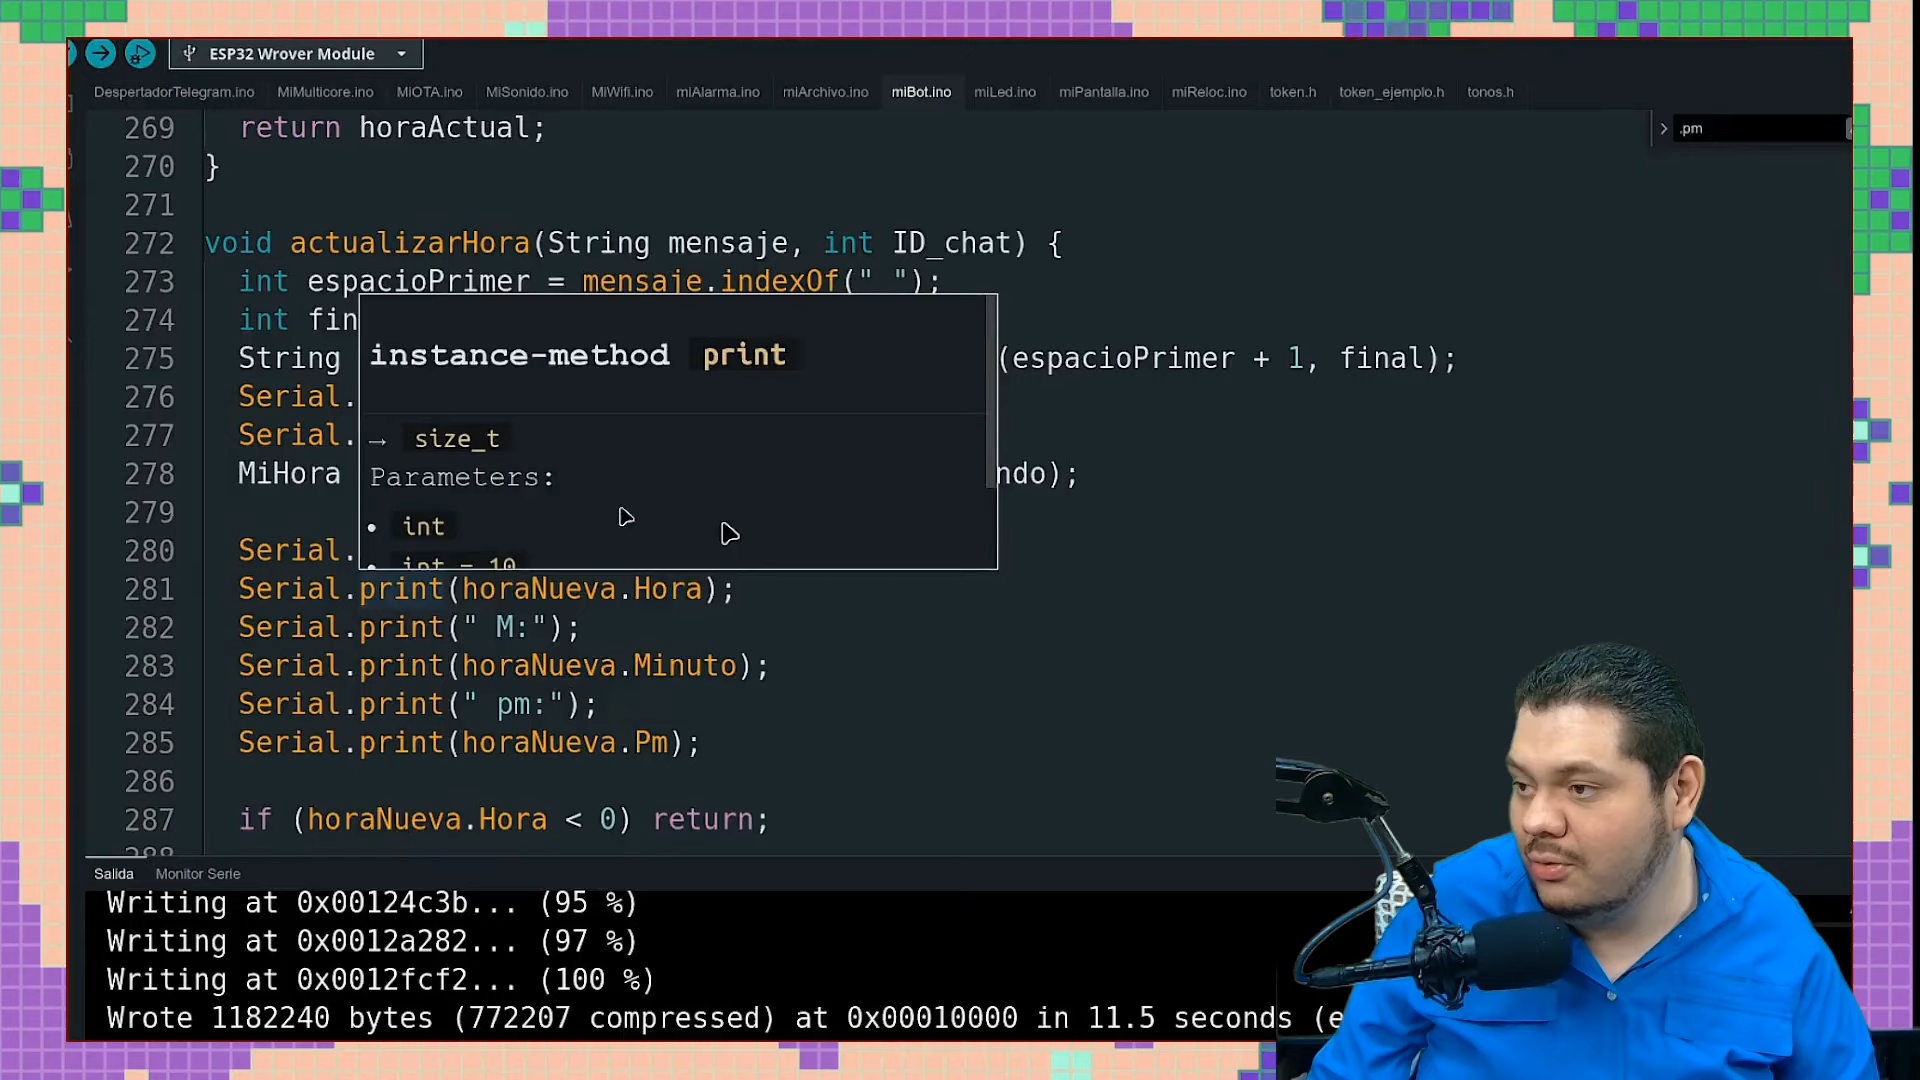 ESP32 Wrover Module
DespertadorTelegram.ino MiMulticore.ino MiOTA.ino MiSonido.ino MiWifi.ino miAlarma.ino miArchivo.ino miBot.ino miLed.ino miPantalla.ino miReloc.ino token.h token_ejemplo.h tonos.h
.pm
269 return horaActual;
270 }
271
272 void actualizarHora(String mensaje, int ID_chat) {
273 int espacioPrimer = mensaje.indexOf(" ");
274 int fin
275 String (espacioPrimer + 1, final);
276 Serial.
277 Serial.
278 MiHora ndo);
279
280 Serial.
instance-method print
→ size_t
Parameters:
• int
• int = 10
281 Serial.print(horaNueva.Hora);
282 Serial.print(" M:");
283 Serial.print(horaNueva.Minuto);
284 Serial.print(" pm:");
285 Serial.print(horaNueva.Pm);
286
287 if (horaNueva.Hora < 0) return;
288
Salida Monitor Serie
Writing at 0x00124c3b... (95 %)
Writing at 0x0012a282... (97 %)
Writing at 0x0012fcf2... (100 %)
Wrote 1182240 bytes (772207 compressed) at 0x00010000 in 11.5 seconds (e